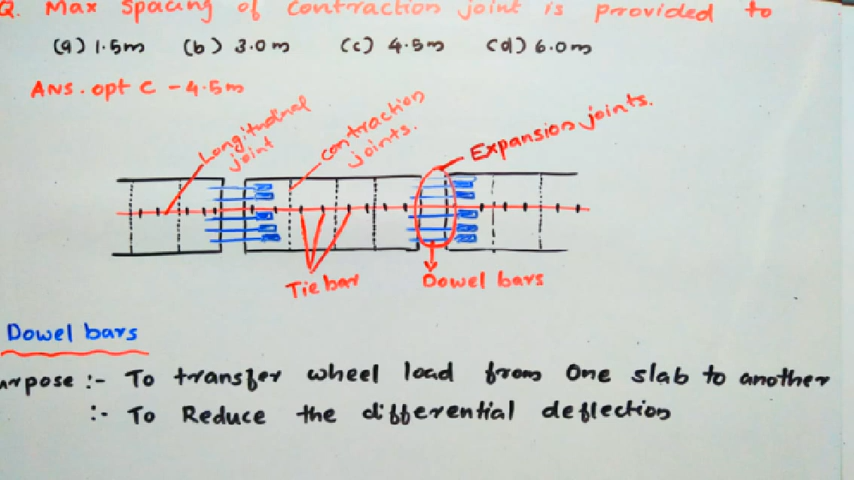 Q. Max Spacing of contraction joint is provided to
(a) 1.5m (b) 3.0m (c) 4.5m (d) 6.0m
ANS. opt C - 4.5m
Longitudinal joint
contraction joints.
Expansion joints.
Tie bar
Dowel bars
Dowel bars
urpose :- To transfer wheel load from One slab to another
:- To Reduce the differential deflection